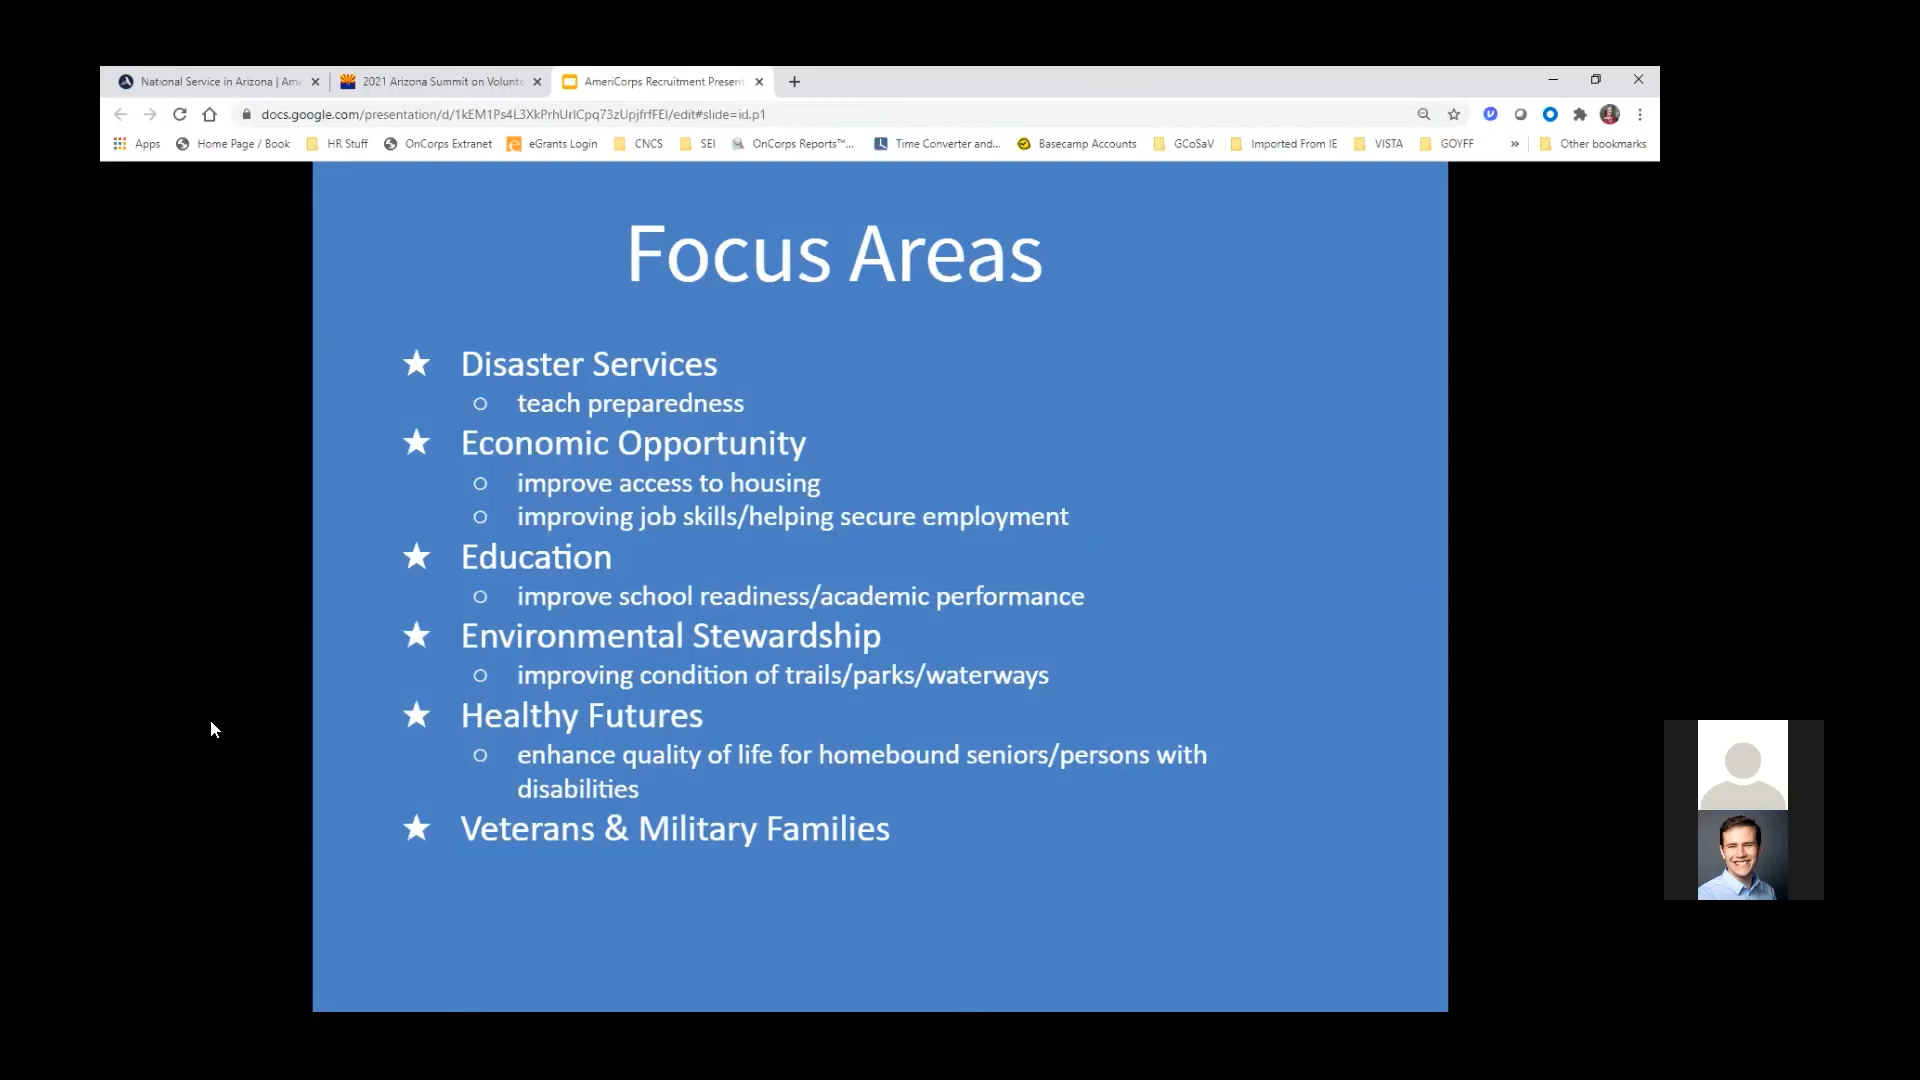 National Service in Arizona | Ame
2021 Arizona Summit on Volunte
AmeriCorps Recruitment Present
docs.google.com/presentation/d/1kEM1Ps4L3XkPrhUrlCpq73zUpjfrfFEI/edit#slide=id.p1
Apps Home Page / Book HR Stuff OnCorps Extranet eGrants Login CNCS SEI OnCorps Reports™... Time Converter and... Basecamp Accounts GCoSaV Imported From IE VISTA GOYFF » Other bookmarks
Focus Areas
★ Disaster Services
○ teach preparedness
★ Economic Opportunity
○ improve access to housing
○ improving job skills/helping secure employment
★ Education
○ improve school readiness/academic performance
★ Environmental Stewardship
○ improving condition of trails/parks/waterways
★ Healthy Futures
○ enhance quality of life for homebound seniors/persons with
disabilities
★ Veterans & Military Families